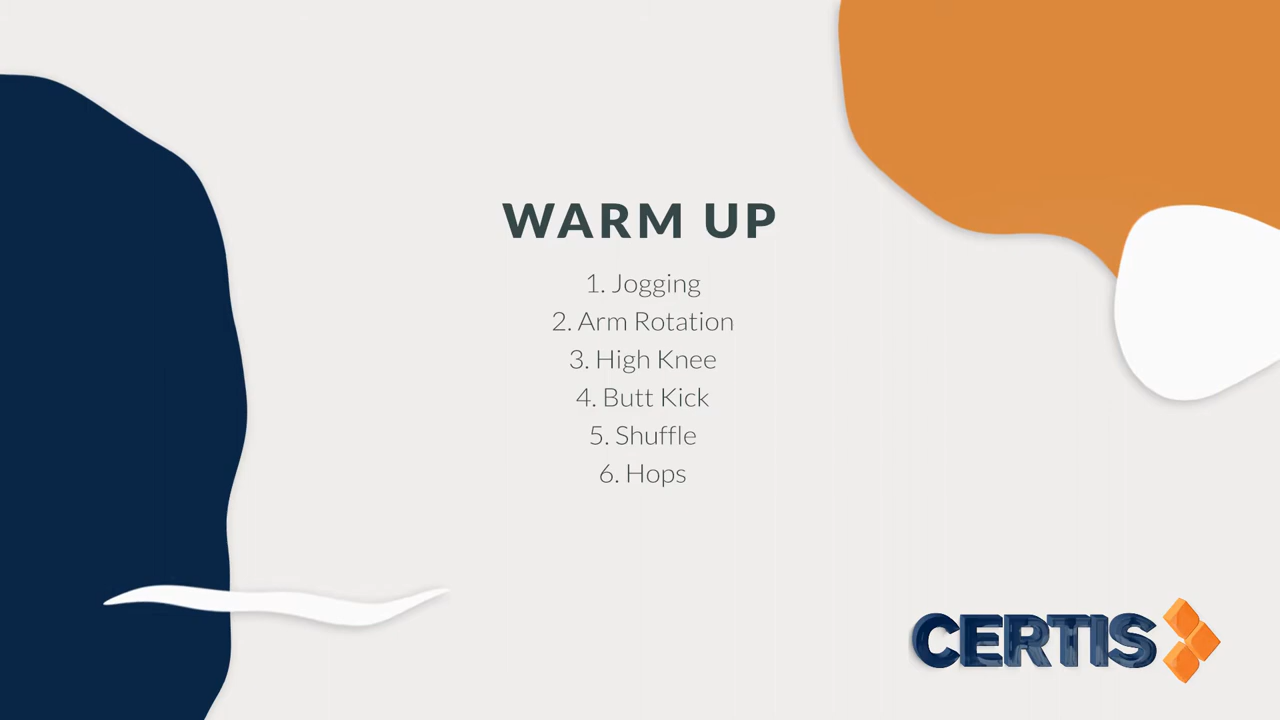 WARM UP
1. Jogging
2. Arm Rotation
3. High Knee
4. Butt Kick
5. Shuffle
6. Hops
CERTIS